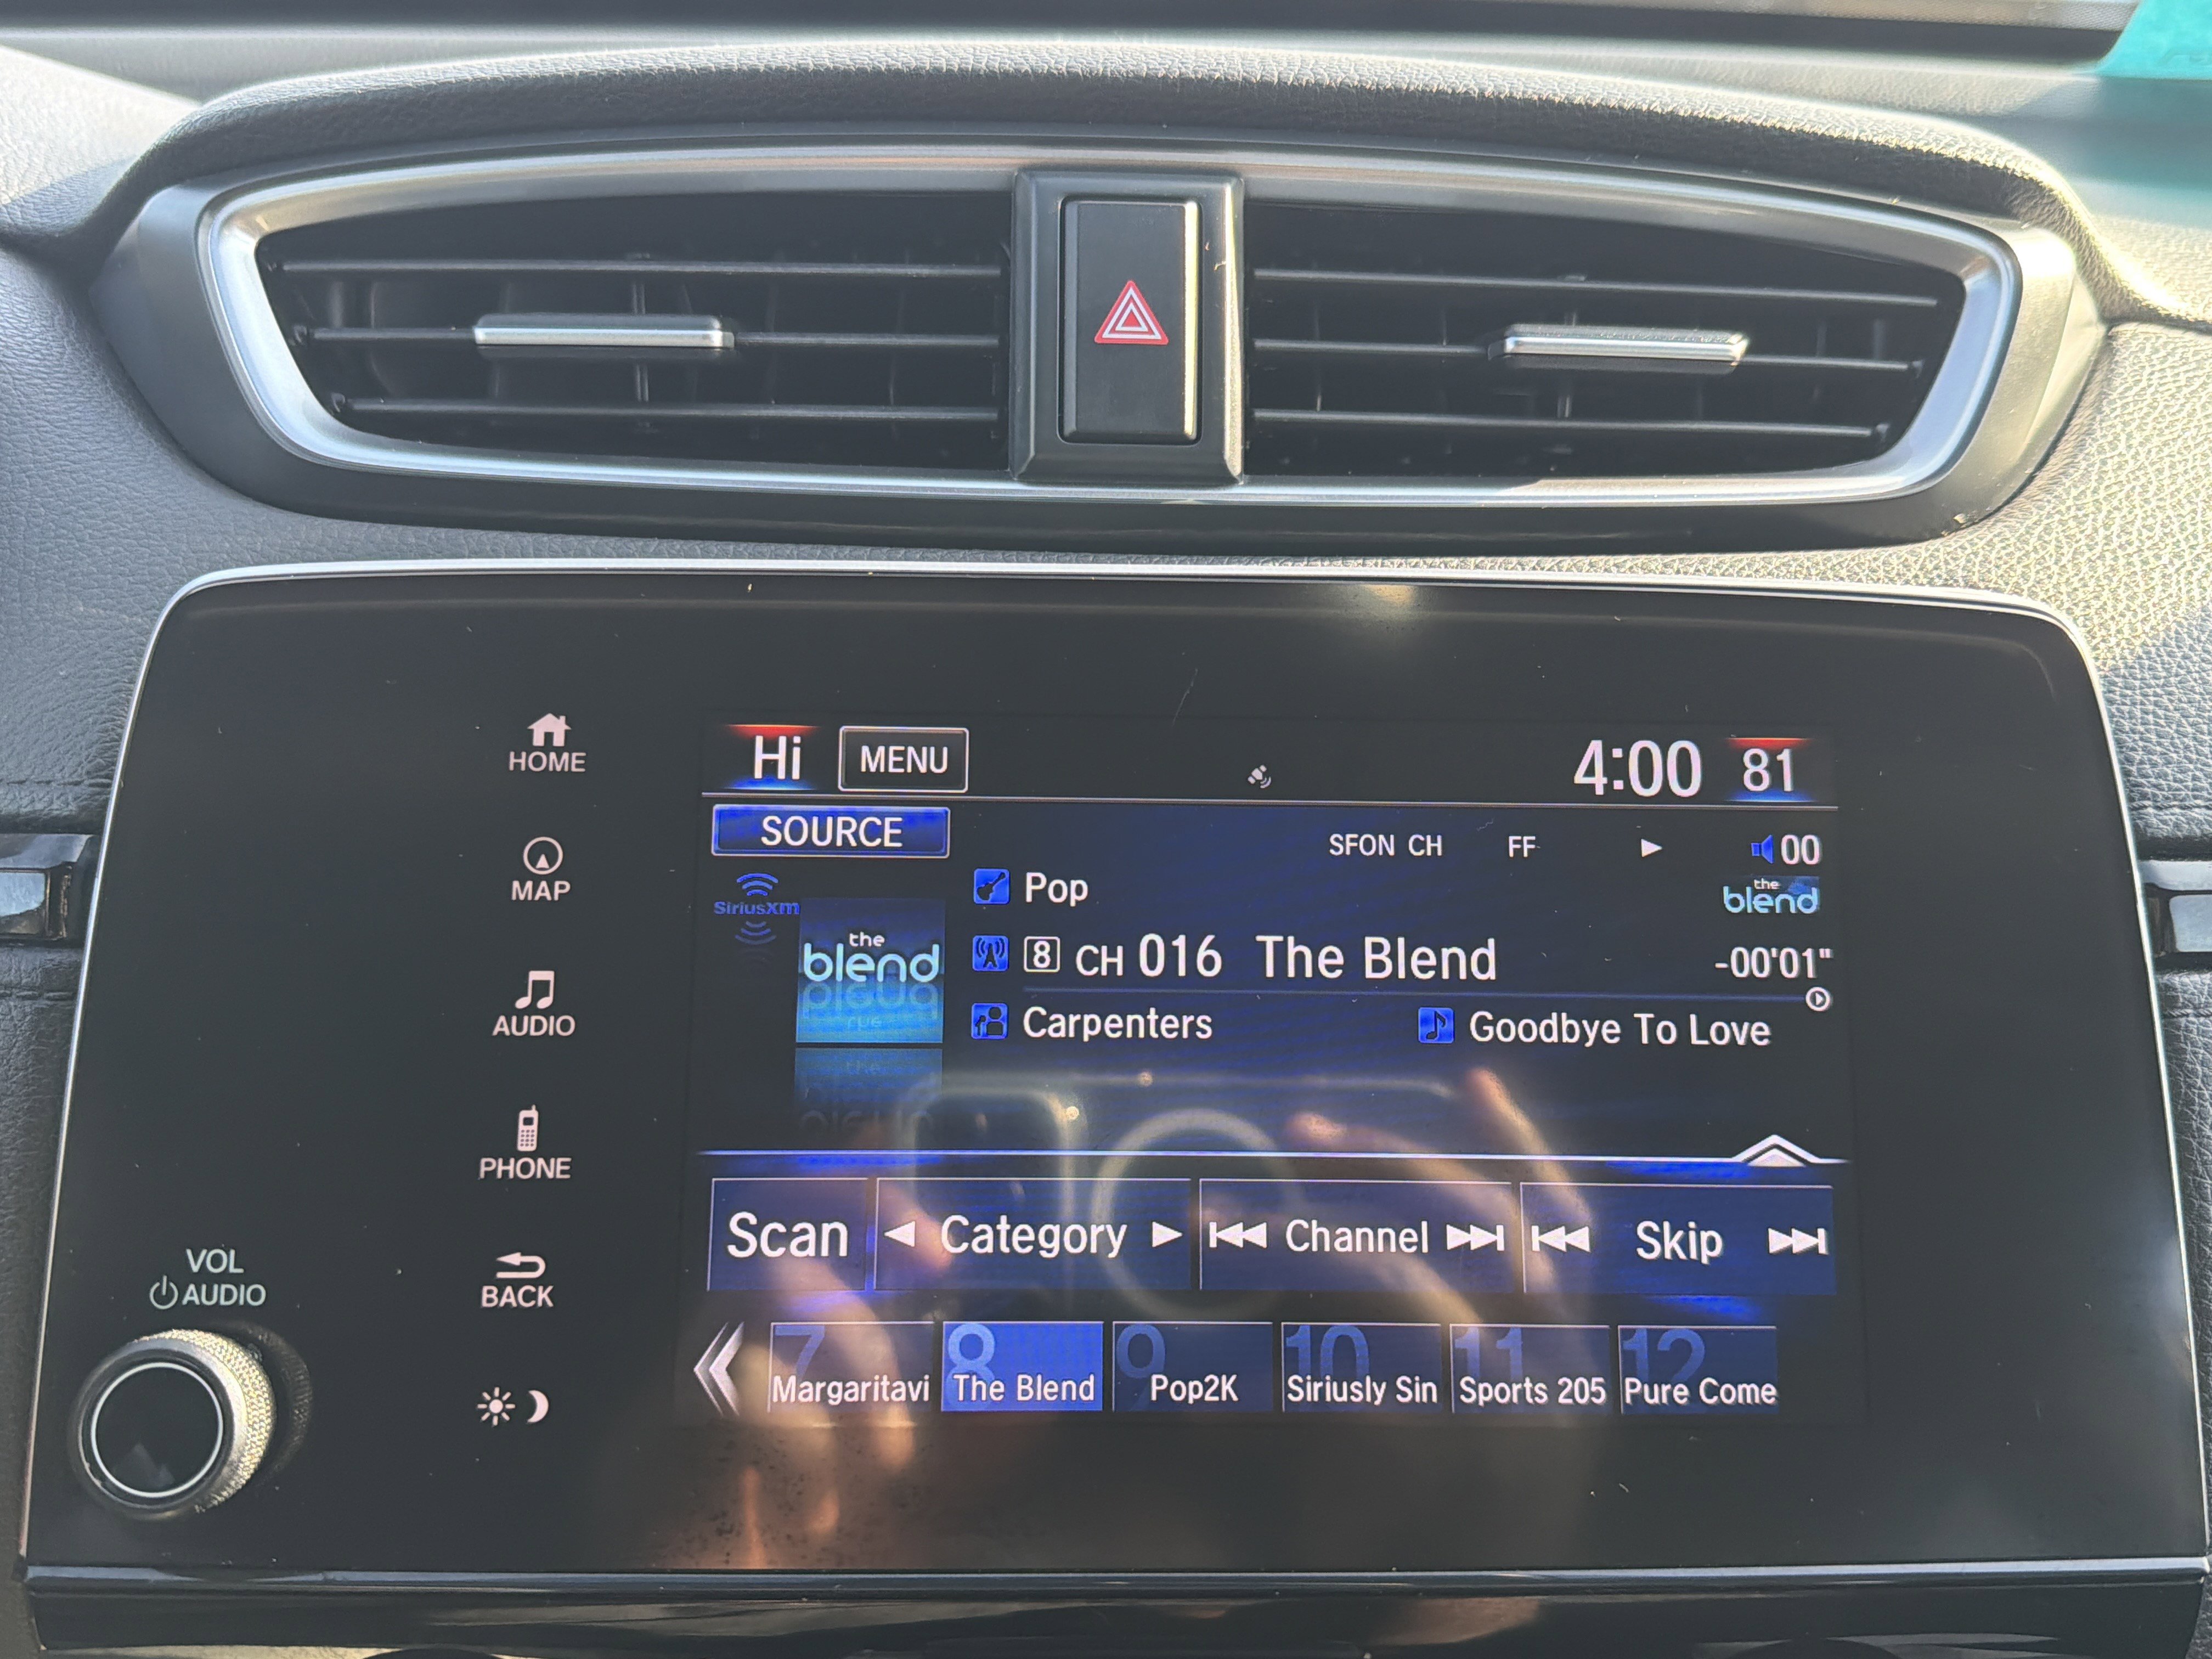 HOME
MAP
AUDIO
PHONE
BACK
VOL
AUDIO
Hi MENU 4:00 81
SOURCE SFON CH FF 00
SiriusXM
the
blend
Pop
the
blend
8 CH 016 The Blend -00'01"
Carpenters Goodbye To Love
Scan Category Channel Skip
7 8 9 10 11 12
Margaritavi The Blend Pop2K Siriusly Sin Sports 205 Pure Come